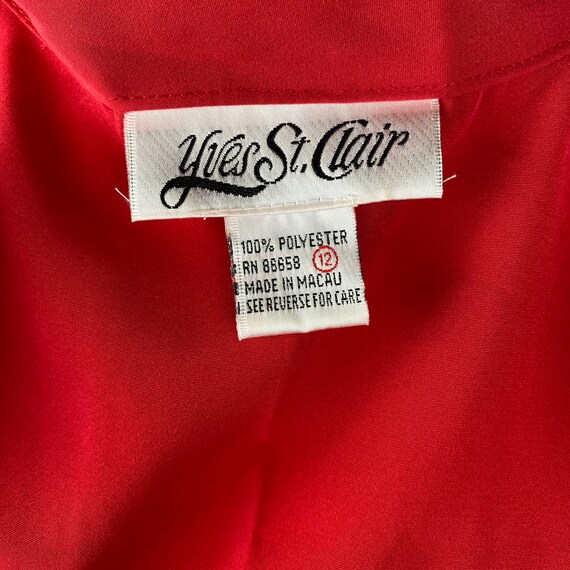 Yves St. Clair
100% POLYESTER
RN 86658 12
MADE IN MACAU
SEE REVERSE FOR CARE